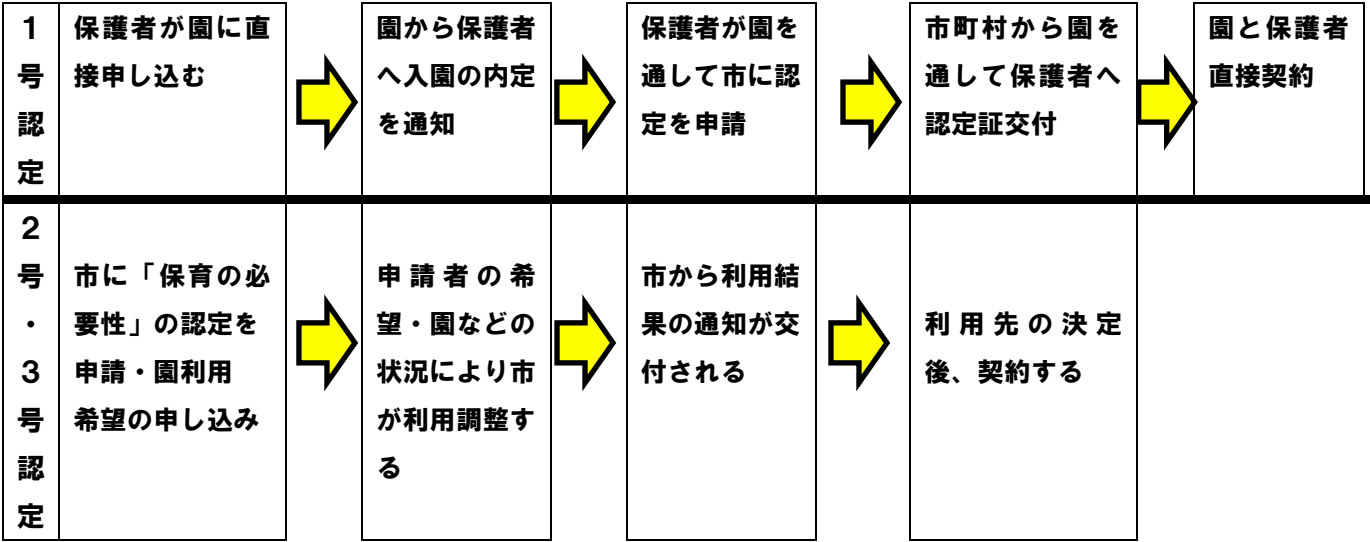 1号認定
保護者が園に直
接申し込む
園から保護者
へ入園の内定
を通知
保護者が園を
通して市に認
定を申請
市町村から園を
通して保護者へ
認定証交付
園と保護者
直接契約
2号・3号認定
市に「保育の必
要性」の認定を
申請・園利用
希望の申し込み
申請者の希
望・園などの
状況により市
が利用調整す
る
市から利用結
果の通知が交
付される
利用先の決定
後、契約する